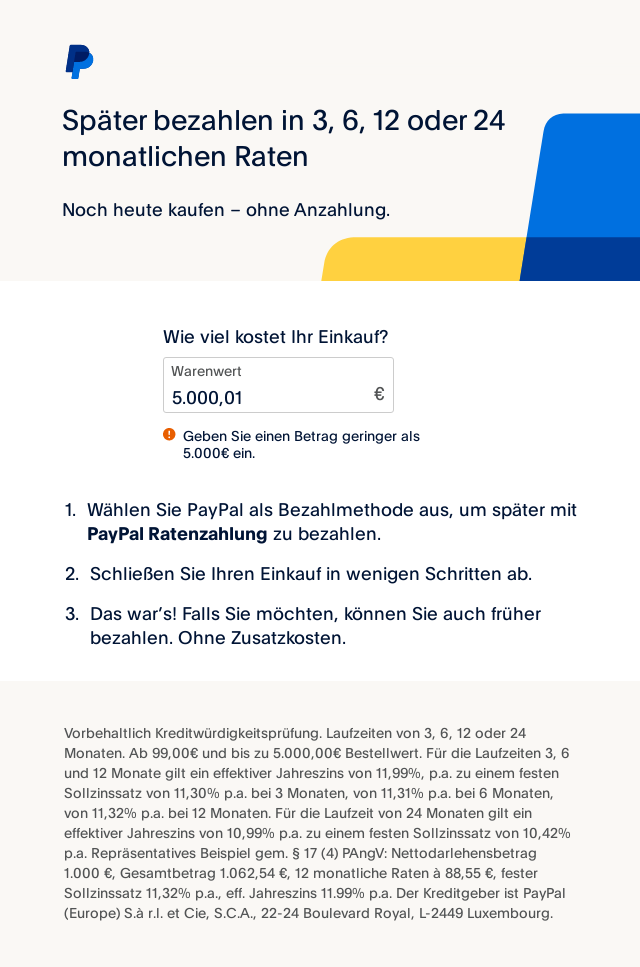 Später bezahlen in 3, 6, 12 oder 24
monatlichen Raten
Noch heute kaufen – ohne Anzahlung.
Wie viel kostet Ihr Einkauf?
Warenwert
5.000,01 €
Geben Sie einen Betrag geringer als
5.000€ ein.
1. Wählen Sie PayPal als Bezahlmethode aus, um später mit
PayPal Ratenzahlung zu bezahlen.
2. Schließen Sie Ihren Einkauf in wenigen Schritten ab.
3. Das war’s! Falls Sie möchten, können Sie auch früher
bezahlen. Ohne Zusatzkosten.
Vorbehaltlich Kreditwürdigkeitsprüfung. Laufzeiten von 3, 6, 12 oder 24
Monaten. Ab 99,00€ und bis zu 5.000,00€ Bestellwert. Für die Laufzeiten 3, 6
und 12 Monate gilt ein effektiver Jahreszins von 11,99%, p.a. zu einem festen
Sollzinssatz von 11,30% p.a. bei 3 Monaten, von 11,31% p.a. bei 6 Monaten,
von 11,32% p.a. bei 12 Monaten. Für die Laufzeit von 24 Monaten gilt ein
effektiver Jahreszins von 10,99% p.a. zu einem festen Sollzinssatz von 10,42%
p.a. Repräsentatives Beispiel gem. § 17 (4) PAngV: Nettodarlehensbetrag
1.000 €, Gesamtbetrag 1.062,54 €, 12 monatliche Raten à 88,55 €, fester
Sollzinssatz 11,32% p.a., eff. Jahreszins 11.99% p.a. Der Kreditgeber ist PayPal
(Europe) S.à r.l. et Cie, S.C.A., 22-24 Boulevard Royal, L-2449 Luxembourg.